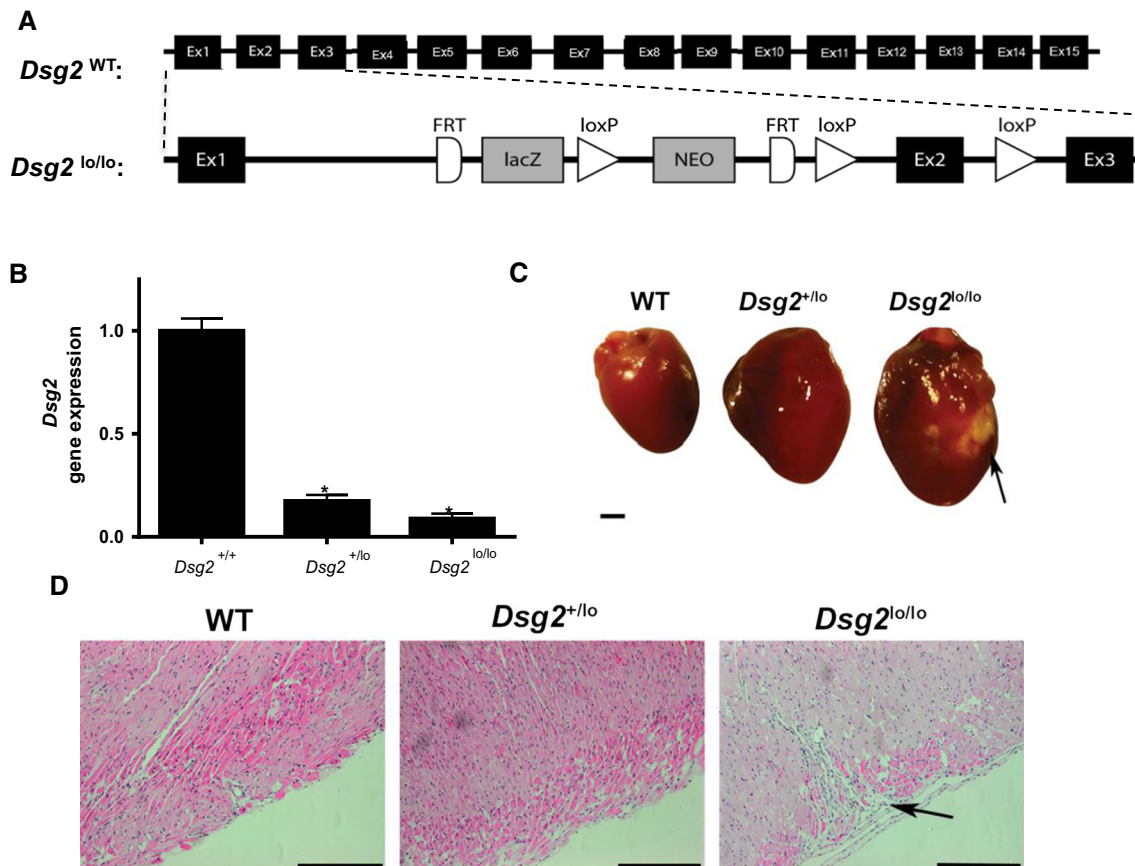 A
Ex1 Ex2 Ex3 Ex4 Ex5 Ex6 Ex7 Ex8 Ex9 Ex10 Ex11 Ex12 Ex13 Ex14 Ex15
Dsg2 WT:
FRT loxP FRT loxP loxP
Dsg2 lo/lo: Ex1 lacZ NEO Ex2 Ex3
B
1.0
0.5
0.0
Dsg2
gene expression
* *
Dsg2 +/+ Dsg2 +/lo Dsg2 lo/lo
C
WT Dsg2+/lo Dsg2lo/lo
D
WT Dsg2+/lo Dsg2lo/lo